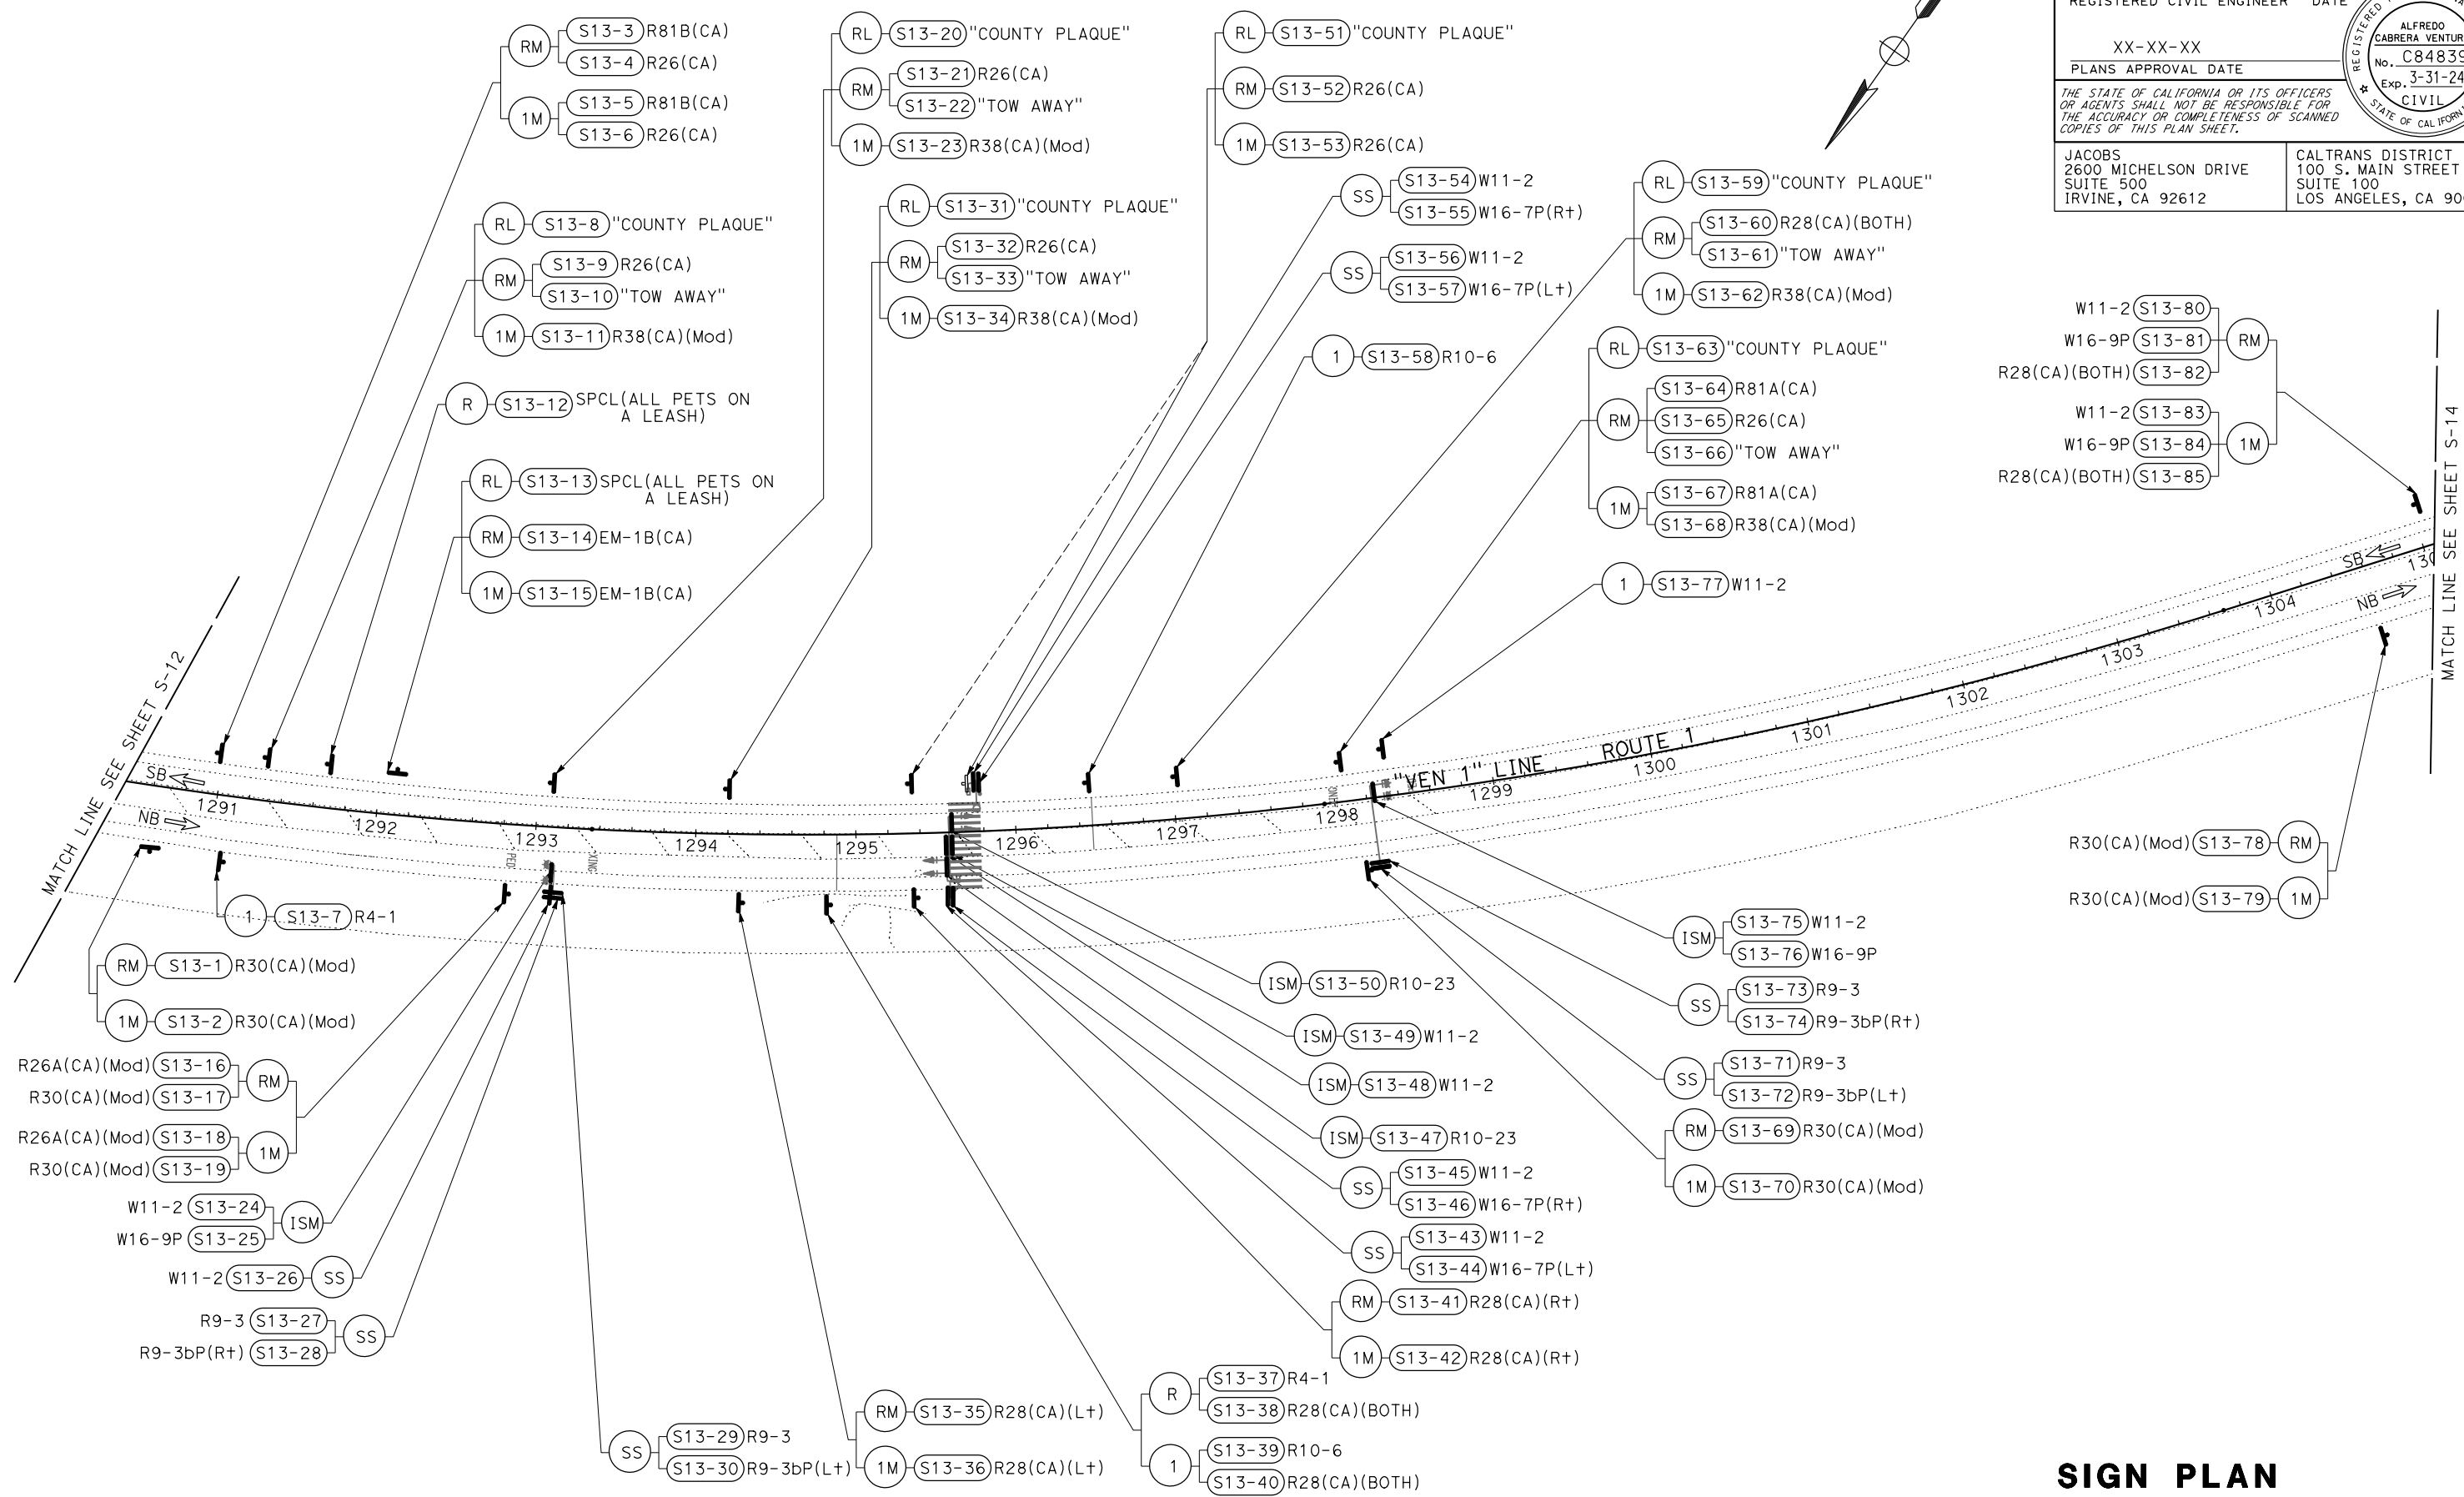 REGISTERED CIVIL ENGINEER DATE
XX-XX-XX
PLANS APPROVAL DATE
THE STATE OF CALIFORNIA OR ITS OFFICERS
OR AGENTS SHALL NOT BE RESPONSIBLE FOR
THE ACCURACY OR COMPLETENESS OF SCANNED
COPIES OF THIS PLAN SHEET.
REGISTERED
ALFREDO
CABRERA VENTUR
No. C84839
Exp. 3-31-24
CIVIL
STATE OF CALIFORN
JACOBS
2600 MICHELSON DRIVE
SUITE 500
IRVINE, CA 92612
CALTRANS DISTRICT
100 S. MAIN STREET
SUITE 100
LOS ANGELES, CA 90
RM
S13-3 R81B(CA)
S13-4 R26(CA)
1M
S13-5 R81B(CA)
S13-6 R26(CA)
RL S13-8 "COUNTY PLAQUE"
RM
S13-9 R26(CA)
S13-10 "TOW AWAY"
1M S13-11 R38(CA)(Mod)
R S13-12 SPCL(ALL PETS ON
A LEASH)
RL S13-13 SPCL(ALL PETS ON
A LEASH)
RM S13-14 EM-1B(CA)
1M S13-15 EM-1B(CA)
RL S13-20 "COUNTY PLAQUE"
RM
S13-21 R26(CA)
S13-22 "TOW AWAY"
1M S13-23 R38(CA)(Mod)
RL S13-31 "COUNTY PLAQUE"
RM
S13-32 R26(CA)
S13-33 "TOW AWAY"
1M S13-34 R38(CA)(Mod)
RL S13-51 "COUNTY PLAQUE"
RM S13-52 R26(CA)
1M S13-53 R26(CA)
SS
S13-54 W11-2
S13-55 W16-7P(R†)
SS
S13-56 W11-2
S13-57 W16-7P(L†)
1 S13-58 R10-6
RL S13-59 "COUNTY PLAQUE"
RM
S13-60 R28(CA)(BOTH)
S13-61 "TOW AWAY"
1M S13-62 R38(CA)(Mod)
RL S13-63 "COUNTY PLAQUE"
RM
S13-64 R81A(CA)
S13-65 R26(CA)
S13-66 "TOW AWAY"
1M
S13-67 R81A(CA)
S13-68 R38(CA)(Mod)
1 S13-77 W11-2
W11-2 S13-80
W16-9P S13-81
R28(CA)(BOTH) S13-82
RM
W11-2 S13-83
W16-9P S13-84
R28(CA)(BOTH) S13-85
1M
MATCH LINE SEE SHEET S-12
MATCH LINE SEE SHEET S-14
SB
NB
1291
1292
1293
1294
1295
1296
1297
1298
1299
1300
1301
1302
1303
1304
130
"VEN 1" LINE
ROUTE 1
SB
NB
PED
XING
1 S13-7 R4-1
RM S13-1 R30(CA)(Mod)
1M S13-2 R30(CA)(Mod)
R26A(CA)(Mod) S13-16
R30(CA)(Mod) S13-17
RM
R26A(CA)(Mod) S13-18
R30(CA)(Mod) S13-19
1M
W11-2 S13-24
W16-9P S13-25
ISM
W11-2 S13-26 SS
R9-3 S13-27
R9-3bP(R†) S13-28
SS
SS
S13-29 R9-3
S13-30 R9-3bP(L†)
RM S13-35 R28(CA)(L†)
1M S13-36 R28(CA)(L†)
R
S13-37 R4-1
S13-38 R28(CA)(BOTH)
1
S13-39 R10-6
S13-40 R28(CA)(BOTH)
ISM S13-50 R10-23
ISM S13-49 W11-2
ISM S13-48 W11-2
ISM S13-47 R10-23
SS
S13-45 W11-2
S13-46 W16-7P(R†)
SS
S13-43 W11-2
S13-44 W16-7P(L†)
RM S13-41 R28(CA)(R†)
1M S13-42 R28(CA)(R†)
ISM
S13-75 W11-2
S13-76 W16-9P
SS
S13-73 R9-3
S13-74 R9-3bP(R†)
SS
S13-71 R9-3
S13-72 R9-3bP(L†)
RM S13-69 R30(CA)(Mod)
1M S13-70 R30(CA)(Mod)
R30(CA)(Mod) S13-78 RM
R30(CA)(Mod) S13-79 1M
SIGN PLAN